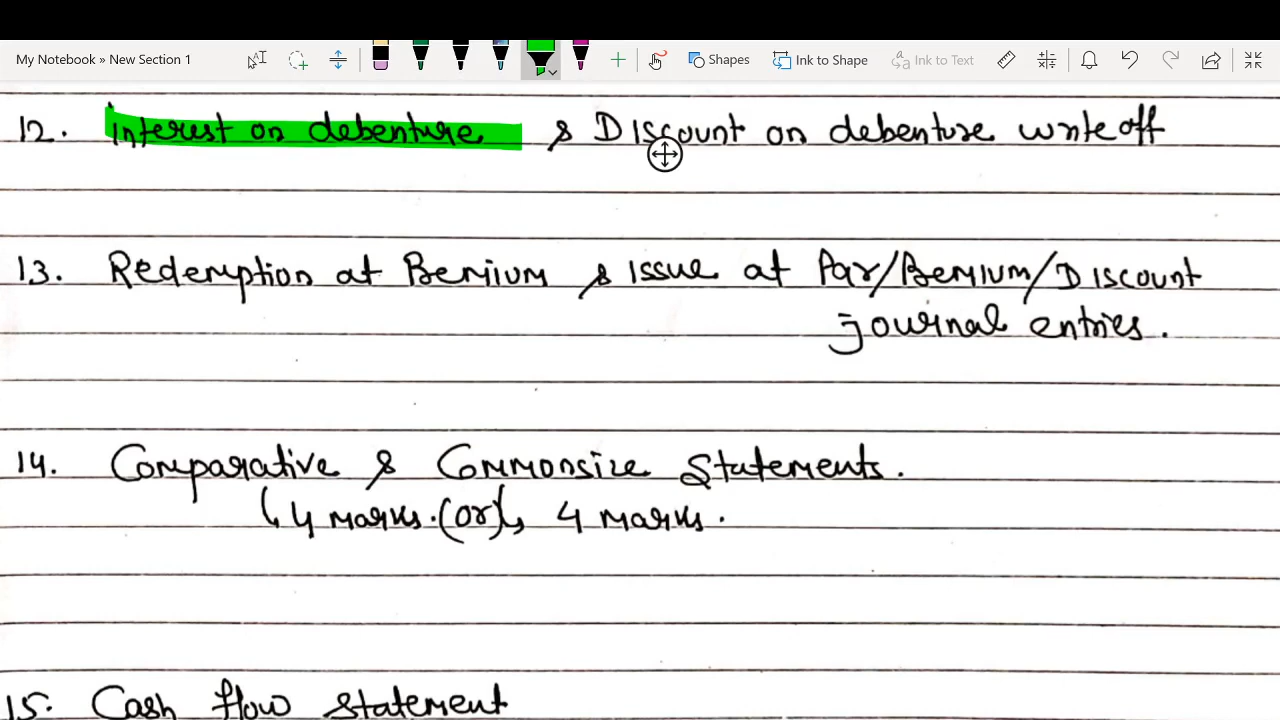 My Notebook » New Section 1
Shapes
Ink to Shape
Ink to Text
12. Interest on debenture & Discount on debenture write off
13. Redemption at Premium & Issue at Par/Premium/Discount
journal entries.
14. Comparative & Commonsize Statements.
4 marks. (or) 4 marks.
15. Cash flow statement